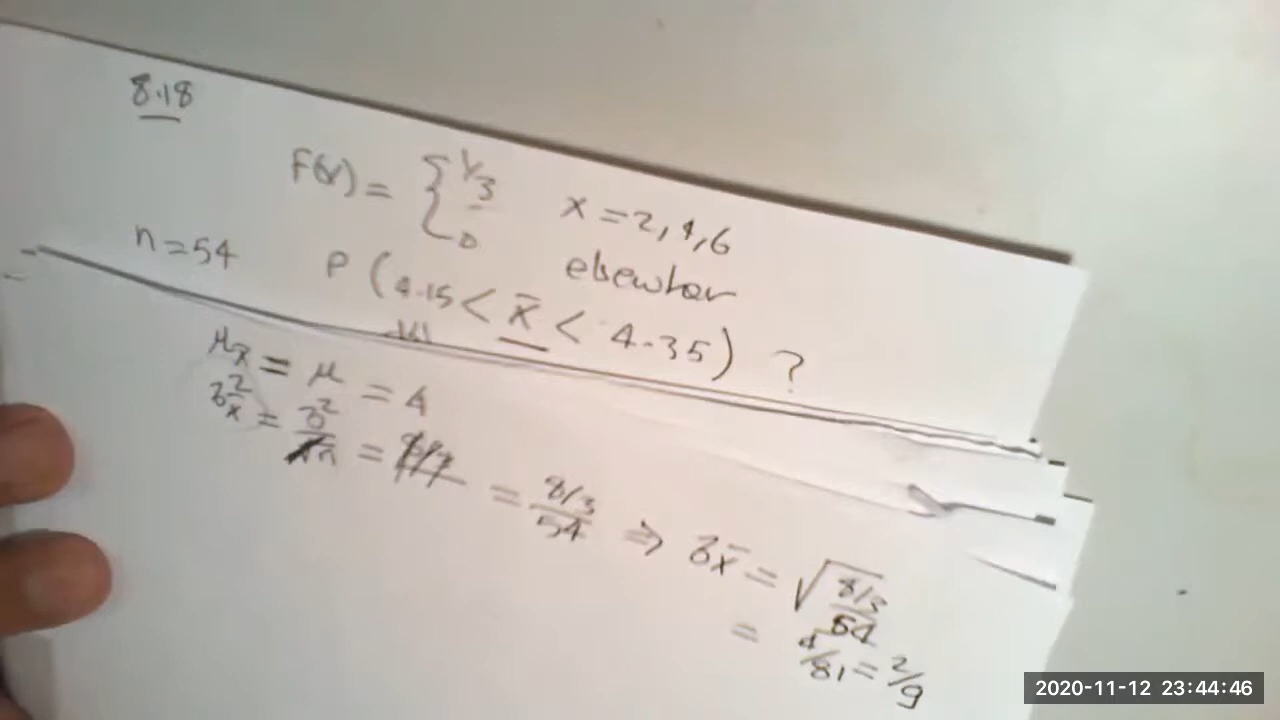 8.18
F(x) = { 1/3 x = 2, 4, 6
0 elsewher
n = 54 P ( 4.15 < x̄ < 4.35 ) ?
μx̄ = μ = 4
σ²x̄ = σ²/n = = 8/3 / 54 ⇒ σx̄ = √(8/3 / 54)
= 4/81 = 2/9
2020-11-12 23:44:46